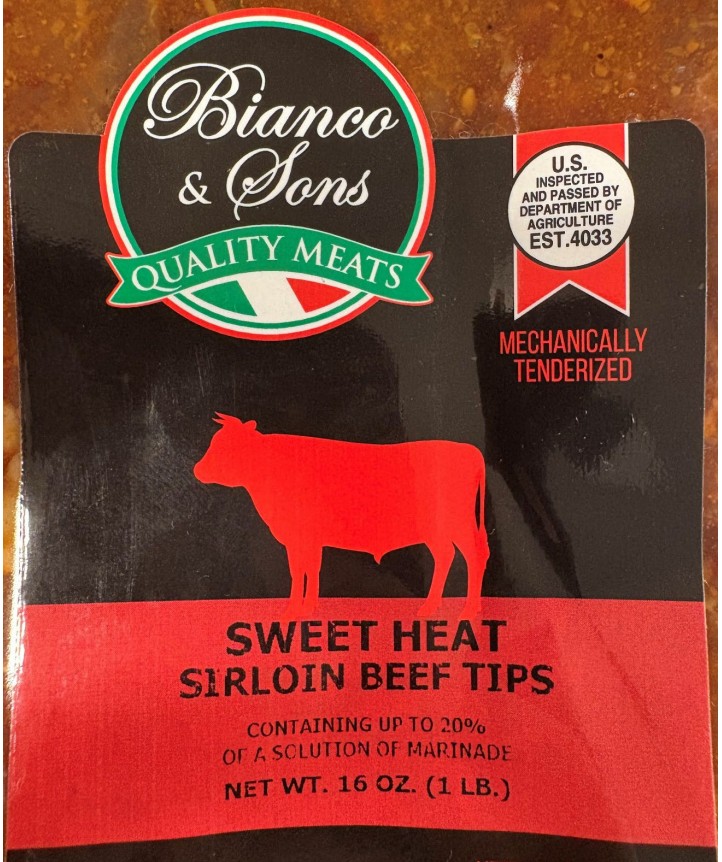 Bianco
& Sons
QUALITY MEATS
U.S.
INSPECTED
AND PASSED BY
DEPARTMENT OF
AGRICULTURE
EST.4033
MECHANICALLY
TENDERIZED
SWEET HEAT
SIRLOIN BEEF TIPS
CONTAINING UP TO 20%
OF A SOLUTION OF MARINADE
NET WT. 16 OZ. (1 LB.)